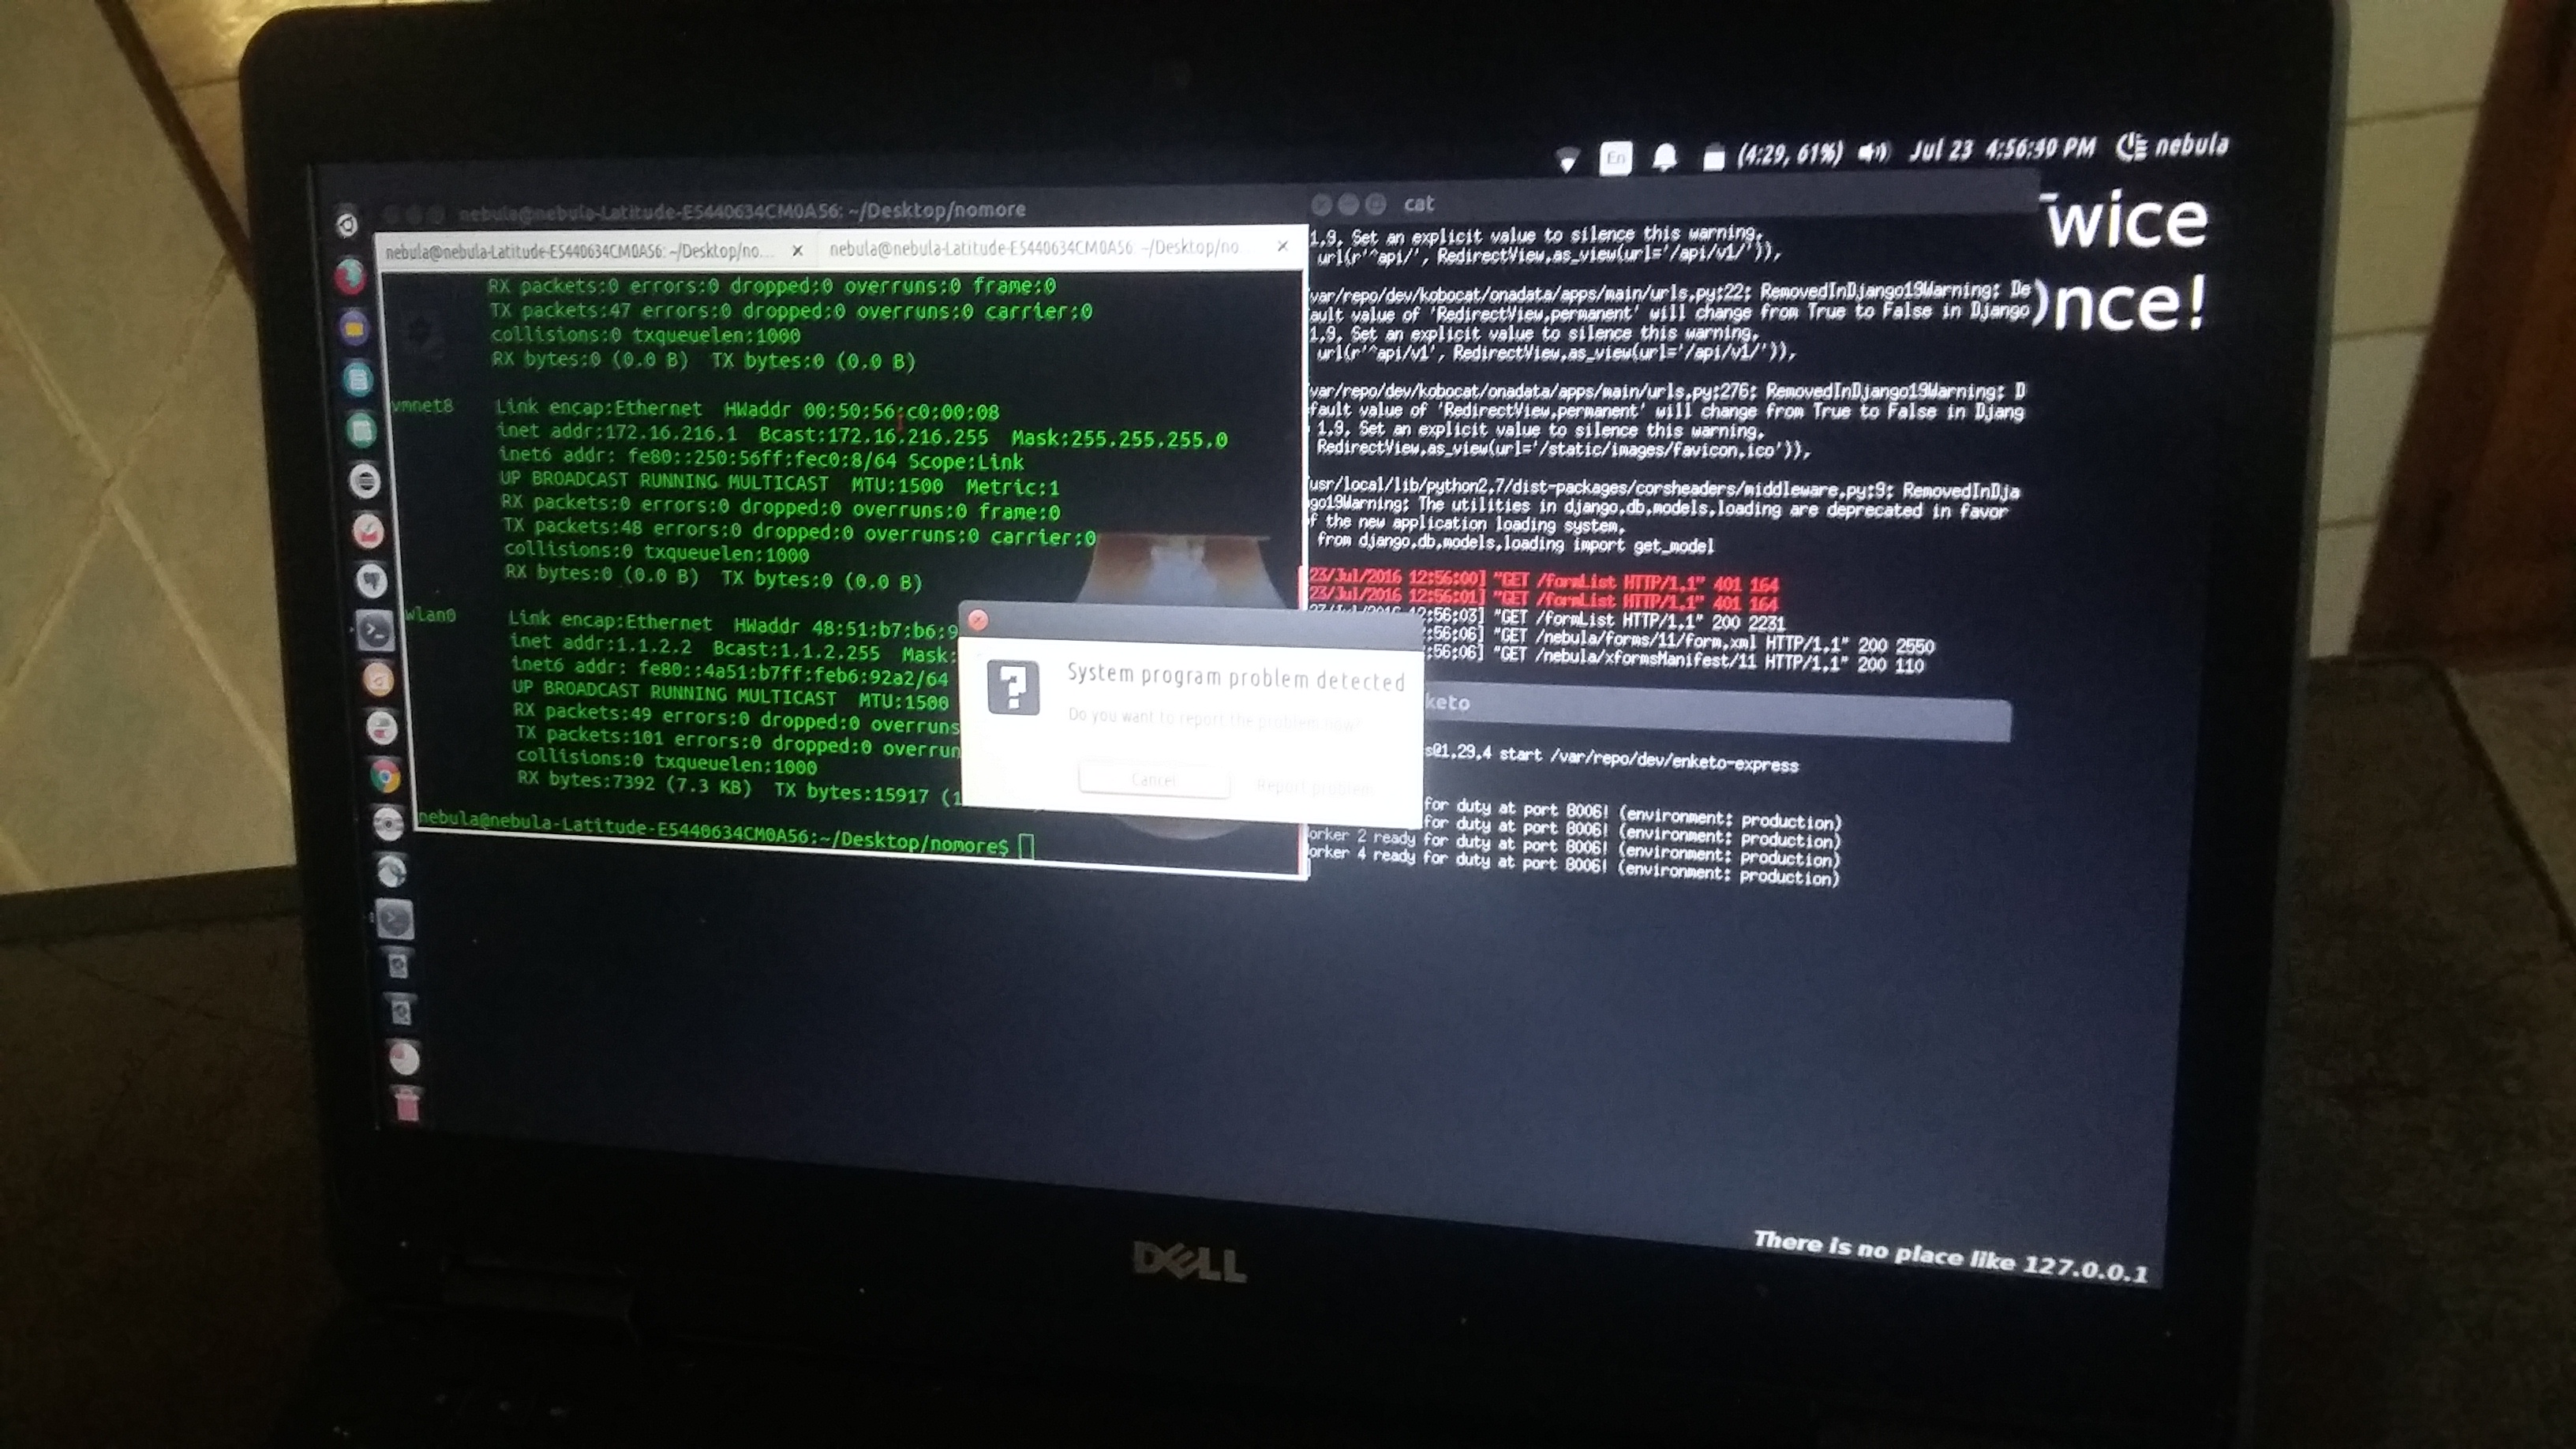 En (4:29, 61%) Jul 23 4:56:40 PM nebula
wice
nce!
nebula@nebula-Latitude-E5440634CM0A56: ~/Desktop/nomore
nebula@nebula-Latitude-E5440634CM0A56: ~/Desktop/no... × nebula@nebula-Latitude-E5440634CM0A56: ~/Desktop/no... ×
RX packets:0 errors:0 dropped:0 overruns:0 frame:0
TX packets:47 errors:0 dropped:0 overruns:0 carrier:0
collisions:0 txqueuelen:1000
RX bytes:0 (0.0 B) TX bytes:0 (0.0 B)
vmnet8 Link encap:Ethernet HWaddr 00:50:56:c0:00:08
inet addr:172.16.216.1 Bcast:172.16.216.255 Mask:255.255.255.0
inet6 addr: fe80::250:56ff:fec0:8/64 Scope:Link
UP BROADCAST RUNNING MULTICAST MTU:1500 Metric:1
RX packets:0 errors:0 dropped:0 overruns:0 frame:0
TX packets:48 errors:0 dropped:0 overruns:0 carrier:0
collisions:0 txqueuelen:1000
RX bytes:0 (0.0 B) TX bytes:0 (0.0 B)
wlan0 Link encap:Ethernet HWaddr 48:51:b7:b6:9
inet addr:1.1.2.2 Bcast:1.1.2.255 Mask:
inet6 addr: fe80::4a51:b7ff:feb6:92a2/64
UP BROADCAST RUNNING MULTICAST MTU:1500
RX packets:49 errors:0 dropped:0 overruns
TX packets:101 errors:0 dropped:0 overrun
collisions:0 txqueuelen:1000
RX bytes:7392 (7.3 KB) TX bytes:15917 (1
nebula@nebula-Latitude-E5440634CM0A56:~/Desktop/nomore$
cat
1.9. Set an explicit value to silence this warning.
url(r'^api/', RedirectView.as_view(url='/api/v1/')),
var/repo/dev/kobocat/onadata/apps/main/urls.py:22: RemovedInDjango19Warning: De
ault value of 'RedirectView.permanent' will change from True to False in Django
1.9. Set an explicit value to silence this warning.
url(r'^api/v1', RedirectView.as_view(url='/api/v1/')),
var/repo/dev/kobocat/onadata/apps/main/urls.py:276: RemovedInDjango19Warning: D
fault value of 'RedirectView.permanent' will change from True to False in Djang
1.9. Set an explicit value to silence this warning.
RedirectView.as_view(url='/static/images/favicon.ico')),
usr/local/lib/python2.7/dist-packages/corsheaders/middleware.py:9: RemovedInDja
go19Warning: The utilities in django.db.models.loading are deprecated in favor
f the new application loading system.
from django.db.models.loading import get_model
23/Jul/2016 12:56:00] "GET /formList HTTP/1.1" 401 164
23/Jul/2016 12:56:01] "GET /formList HTTP/1.1" 401 164
23/Jul/2016 12:56:03] "GET /formList HTTP/1.1" 200 2231
:56:06] "GET /nebula/forms/11/form.xml HTTP/1.1" 200 2550
:56:06] "GET /nebula/xformsManifest/11 HTTP/1.1" 200 110
System program problem detected
Do you want to report the problem now?
Cancel Report problem...
keto
s@1.29.4 start /var/repo/dev/enketo-express
for duty at port 8006! (environment: production)
for duty at port 8006! (environment: production)
orker 2 ready for duty at port 8006! (environment: production)
orker 4 ready for duty at port 8006! (environment: production)
There is no place like 127.0.0.1
DELL